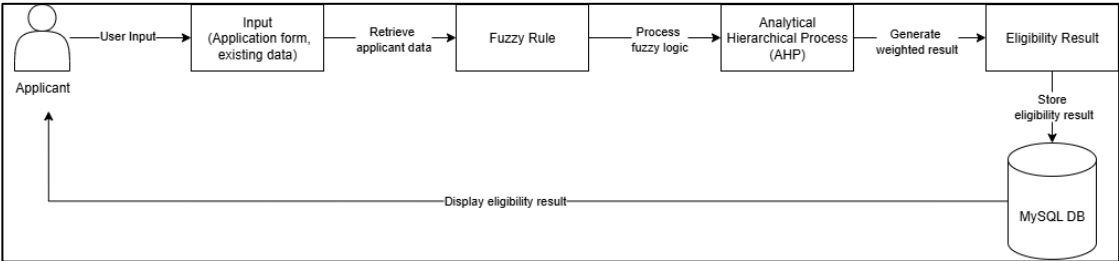 Applicant
User Input
Input
(Application form,
existing data)
Retrieve
applicant data
Fuzzy Rule
Process
fuzzy logic
Analytical
Hierarchical Process
(AHP)
Generate
weighted result
Eligibility Result
Store
eligibility result
MySQL DB
Display eligibility result